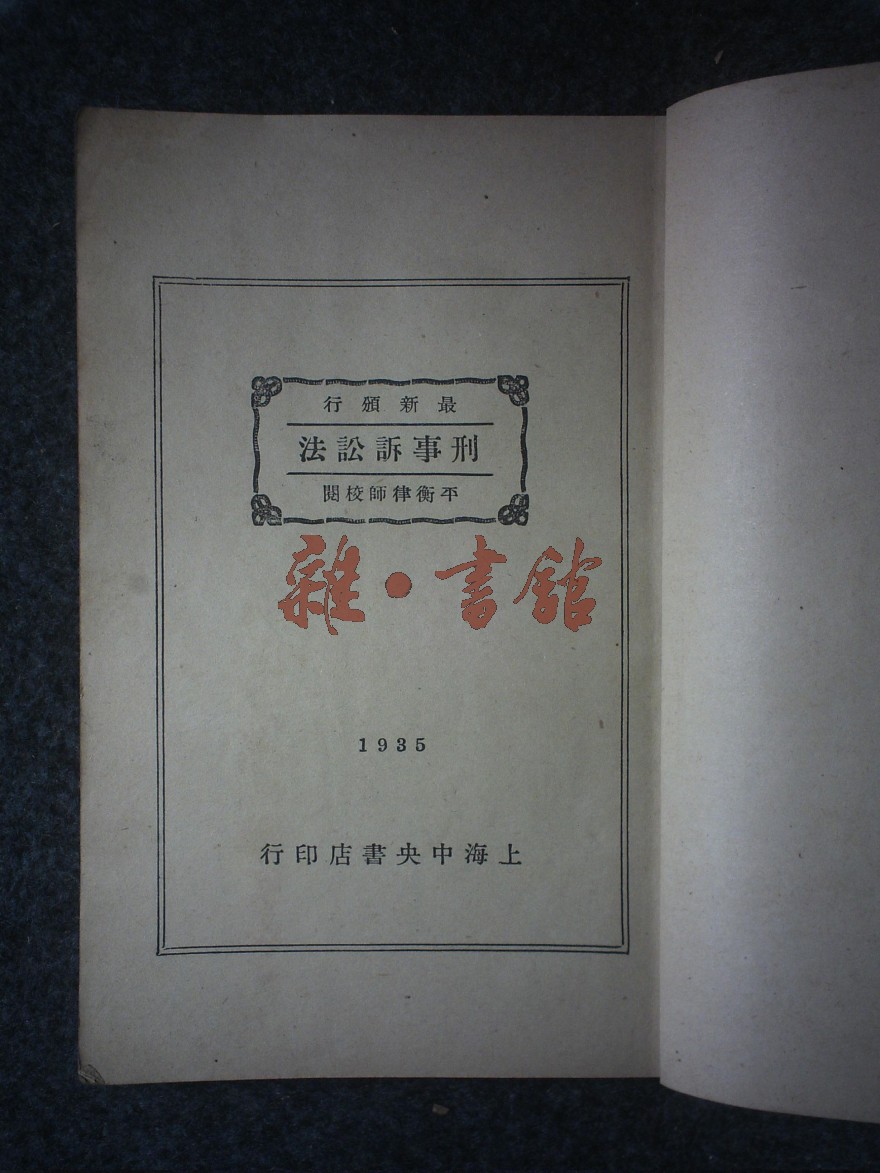 最新頒行
刑事訴訟法
平衡律師校閱
雜·書館
1935
上海中央書店印行